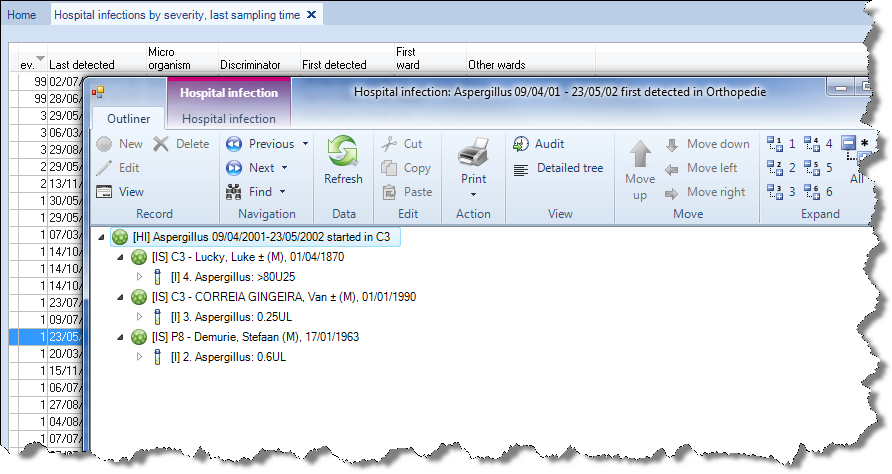 Home
Hospital infections by severity, last sampling time
ev. Last detected Micro organism Discriminator First detected First ward Other wards
99 02/07/
99 28/06/
3 29/05
3 06/03
3 29/05
2 29/05
2 13/11
1 30/05
1 29/05
1 07/03
1 14/10
1 14/10
1 23/07
1 09/07
1 23/05
1 20/03
1 15/11
1 06/07
1 27/08
1 04/08
1 07/07
Hospital infection
Hospital infection: Aspergillus 09/04/01 - 23/05/02 first detected in Orthopedie
Outliner Hospital infection
New Delete Previous Cut Audit Move down 1 4 *
Edit Next Refresh Copy Print Detailed tree Move up Move left 2 5 All
View Find Paste Move right 3 6
Record Navigation Data Edit Action View Move Expand
[HI] Aspergillus 09/04/2001-23/05/2002 started in C3
[IS] C3 - Lucky, Luke ± (M), 01/04/1870
[I] 4. Aspergillus: >80U25
[IS] C3 - CORREIA GINGEIRA, Van ± (M), 01/01/1990
[I] 3. Aspergillus: 0.25UL
[IS] P8 - Demurie, Stefaan (M), 17/01/1963
[I] 2. Aspergillus: 0.6UL